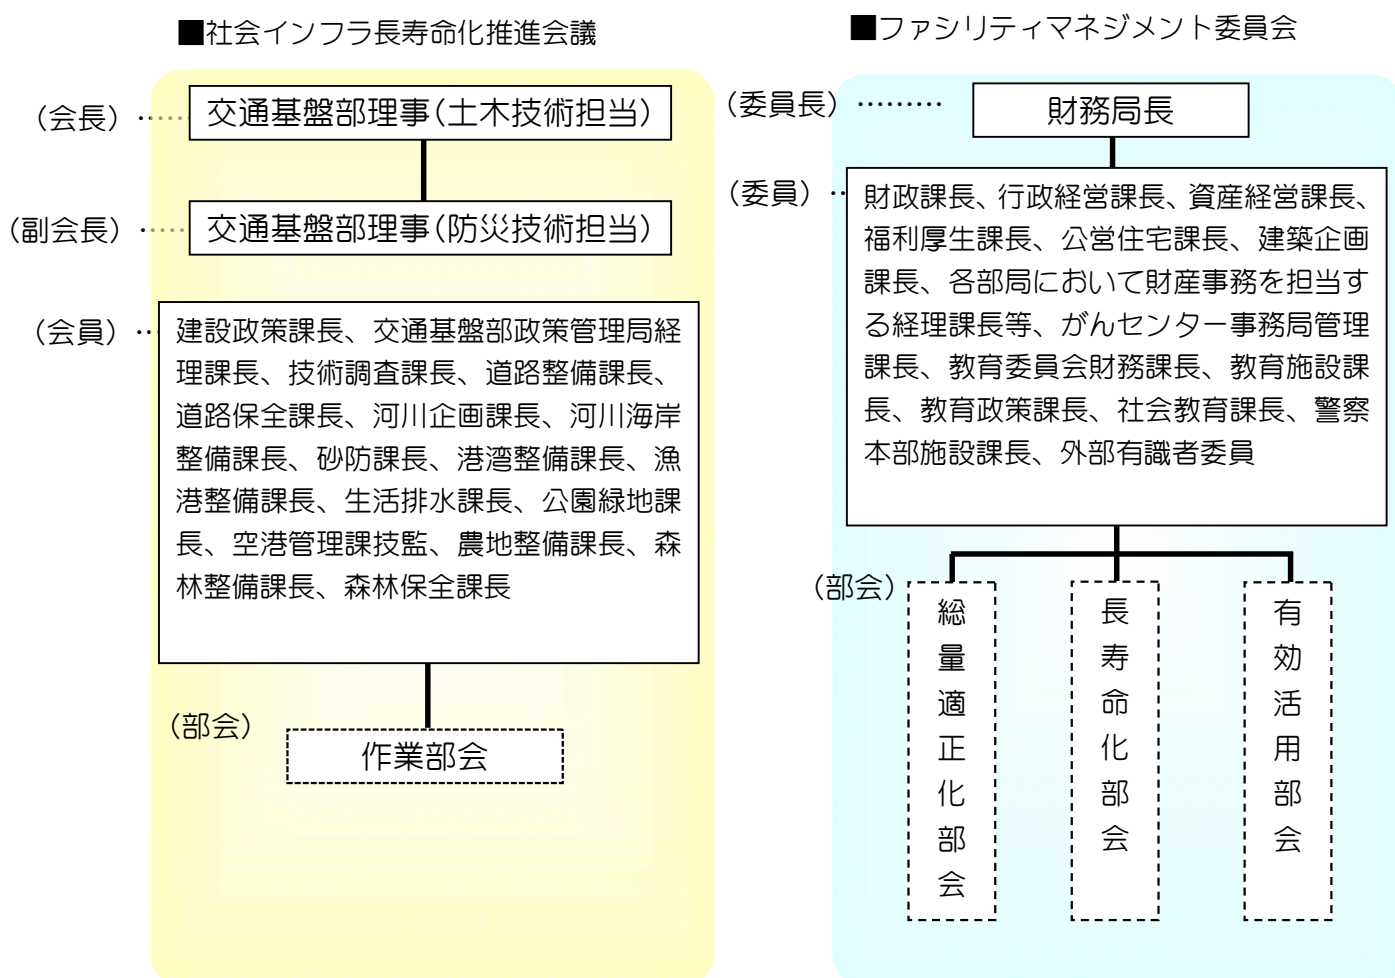 ■社会インフラ長寿命化推進会議
（会長）……
交通基盤部理事（土木技術担当）
（副会長）……
交通基盤部理事（防災技術担当）
（会員）…
建設政策課長、交通基盤部政策管理局経
理課長、技術調査課長、道路整備課長、
道路保全課長、河川企画課長、河川海岸
整備課長、砂防課長、港湾整備課長、漁
港整備課長、生活排水課長、公園緑地課
長、空港管理課技監、農地整備課長、森
林整備課長、森林保全課長
（部会）
作業部会
■ファシリティマネジメント委員会
（委員長）………
財務局長
（委員）…
財政課長、行政経営課長、資産経営課長、
福利厚生課長、公営住宅課長、建築企画
課長、各部局において財産事務を担当す
る経理課長等、がんセンター事務局管理
課長、教育委員会財務課長、教育施設課
長、教育政策課長、社会教育課長、警察
本部施設課長、外部有識者委員
（部会）
総量適正化部会
長寿命化部会
有効活用部会